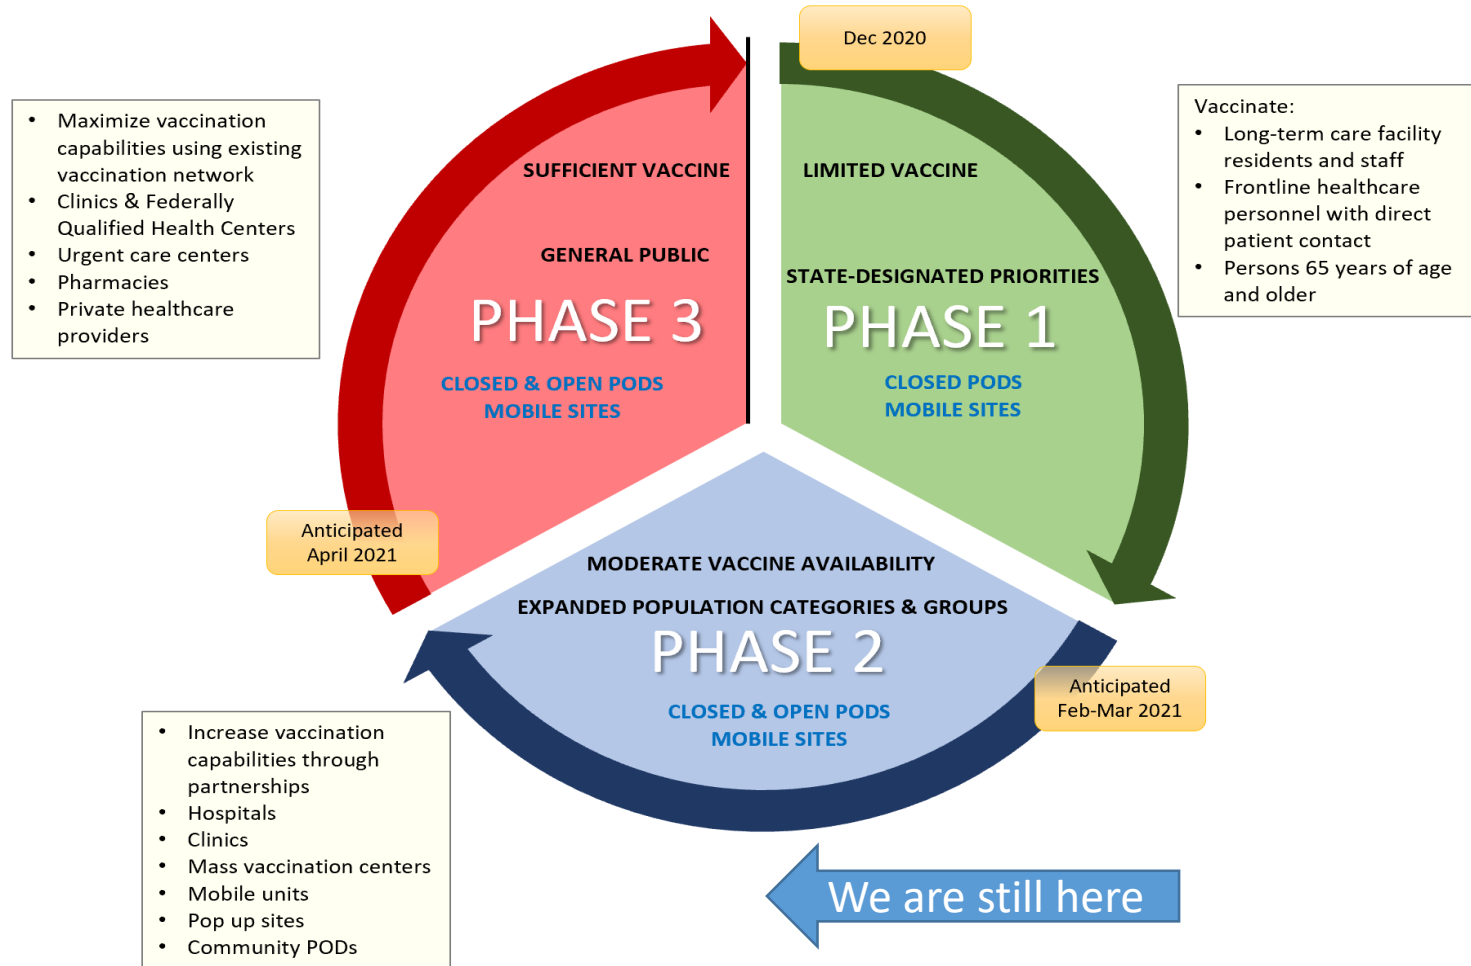 Dec 2020
LIMITED VACCINE
STATE-DESIGNATED PRIORITIES
PHASE 1
CLOSED PODS
MOBILE SITES
Vaccinate:
• Long-term care facility
residents and staff
• Frontline healthcare
personnel with direct
patient contact
• Persons 65 years of age
and older
Anticipated
Feb-Mar 2021
MODERATE VACCINE AVAILABILITY
EXPANDED POPULATION CATEGORIES & GROUPS
PHASE 2
CLOSED & OPEN PODS
MOBILE SITES
• Increase vaccination
capabilities through
partnerships
• Hospitals
• Clinics
• Mass vaccination centers
• Mobile units
• Pop up sites
• Community PODs
We are still here
Anticipated
April 2021
SUFFICIENT VACCINE
GENERAL PUBLIC
PHASE 3
CLOSED & OPEN PODS
MOBILE SITES
• Maximize vaccination
capabilities using existing
vaccination network
• Clinics & Federally
Qualified Health Centers
• Urgent care centers
• Pharmacies
• Private healthcare
providers